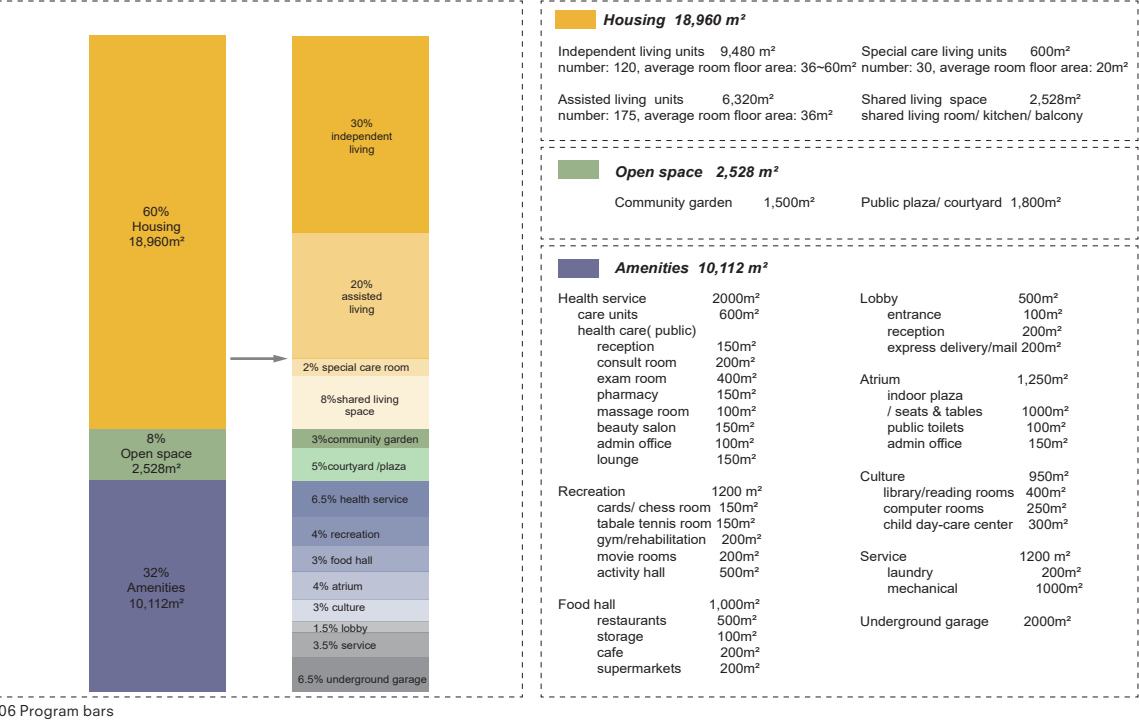 60%
Housing
18,960m²
8%
Open space
2,528m²
32%
Amenities
10,112m²
30%
independent
living
20%
assisted
living
2% special care room
8%shared living
space
3%community garden
5%courtyard /plaza
6.5% health service
4% recreation
3% food hall
4% atrium
3% culture
1.5% lobby
3.5% service
6.5% underground garage
Housing 18,960 m²
Independent living units 9,480 m²
number: 120, average room floor area: 36~60m²
Special care living units 600m²
number: 30, average room floor area: 20m²
Assisted living units 6,320m²
number: 175, average room floor area: 36m²
Shared living space 2,528m²
shared living room/ kitchen/ balcony
Open space 2,528 m²
Community garden 1,500m²
Public plaza/ courtyard 1,800m²
Amenities 10,112 m²
Health service 2000m²
care units 600m²
health care( public)
reception 150m²
consult room 200m²
exam room 400m²
pharmacy 150m²
massage room 100m²
beauty salon 150m²
admin office 100m²
lounge 150m²
Recreation 1200 m²
cards/ chess room 150m²
tabale tennis room 150m²
gym/rehabilitation 200m²
movie rooms 200m²
activity hall 500m²
Food hall 1,000m²
restaurants 500m²
storage 100m²
cafe 200m²
supermarkets 200m²
Lobby 500m²
entrance 100m²
reception 200m²
express delivery/mail 200m²
Atrium 1,250m²
indoor plaza
/ seats & tables 1000m²
public toilets 100m²
admin office 150m²
Culture 950m²
library/reading rooms 400m²
computer rooms 250m²
child day-care center 300m²
Service 1200 m²
laundry 200m²
mechanical 1000m²
Underground garage 2000m²
06 Program bars